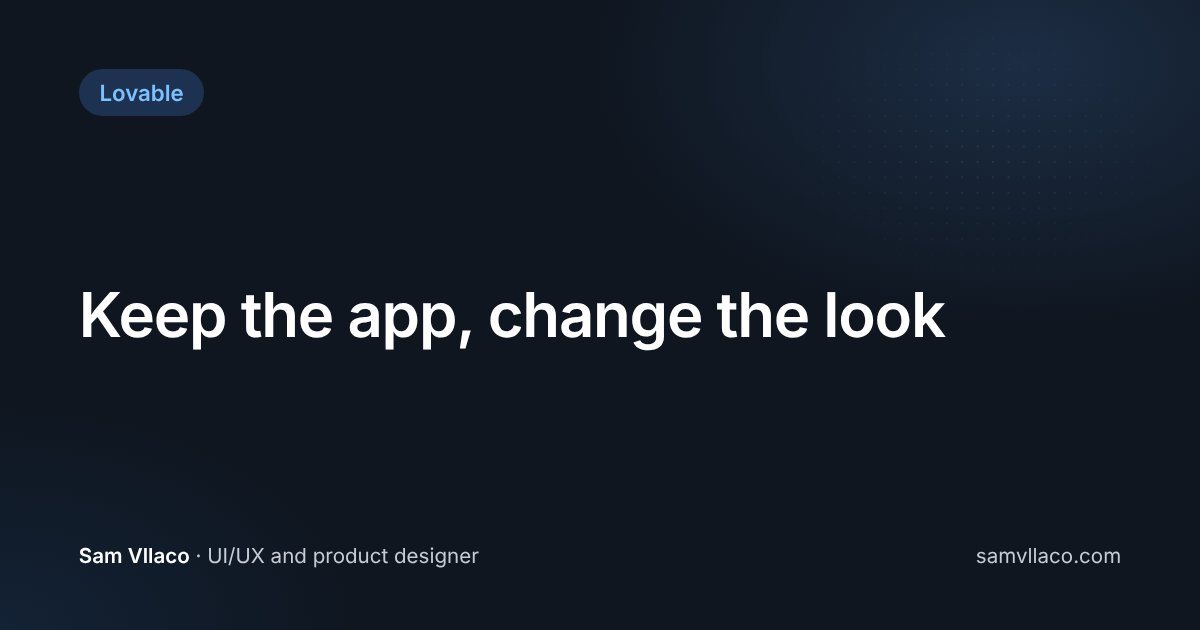 Lovable
Keep the app, change the look
Sam Vllaco · UI/UX and product designer
samvllaco.com